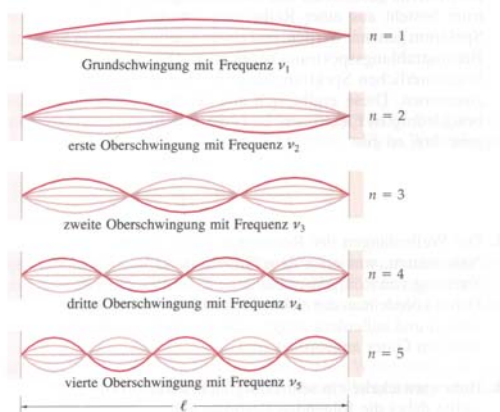 n = 1
Grundschwingung mit Frequenz ν₁
n = 2
erste Oberschwingung mit Frequenz ν₂
n = 3
zweite Oberschwingung mit Frequenz ν₃
n = 4
dritte Oberschwingung mit Frequenz ν₄
n = 5
vierte Oberschwingung mit Frequenz ν₅
ℓ